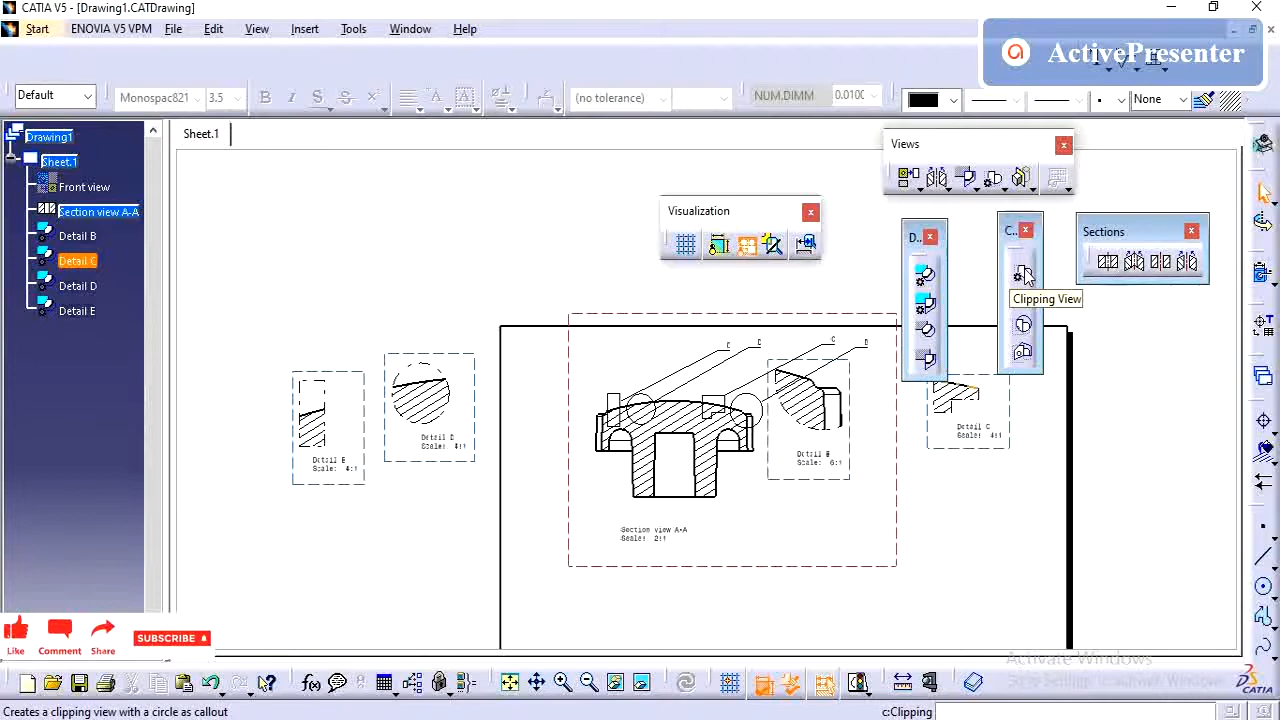 CATIA V5 - [Drawing1.CATDrawing]
Start ENOVIA V5 VPM File Edit View Insert Tools Window Help
ActivePresenter
Default Monospac821 3.5 B I S S (no tolerance) NUM.DIMM 0.0100 None
Drawing1
Sheet.1
Front view
Section view A-A
Detail B
Detail C
Detail D
Detail E
Sheet.1
Views
Visualization
D..
C..
Sections
Clipping View
Detail E
Scale: 4:1
Detail D
Scale: 4:1
Detail B
Scale: 6:1
Detail C
Scale: 4:1
Section view A-A
Scale: 2:1
Like Comment Share SUBSCRIBE
Activate Windows
CATIA
Creates a clipping view with a circle as callout
c:Clipping